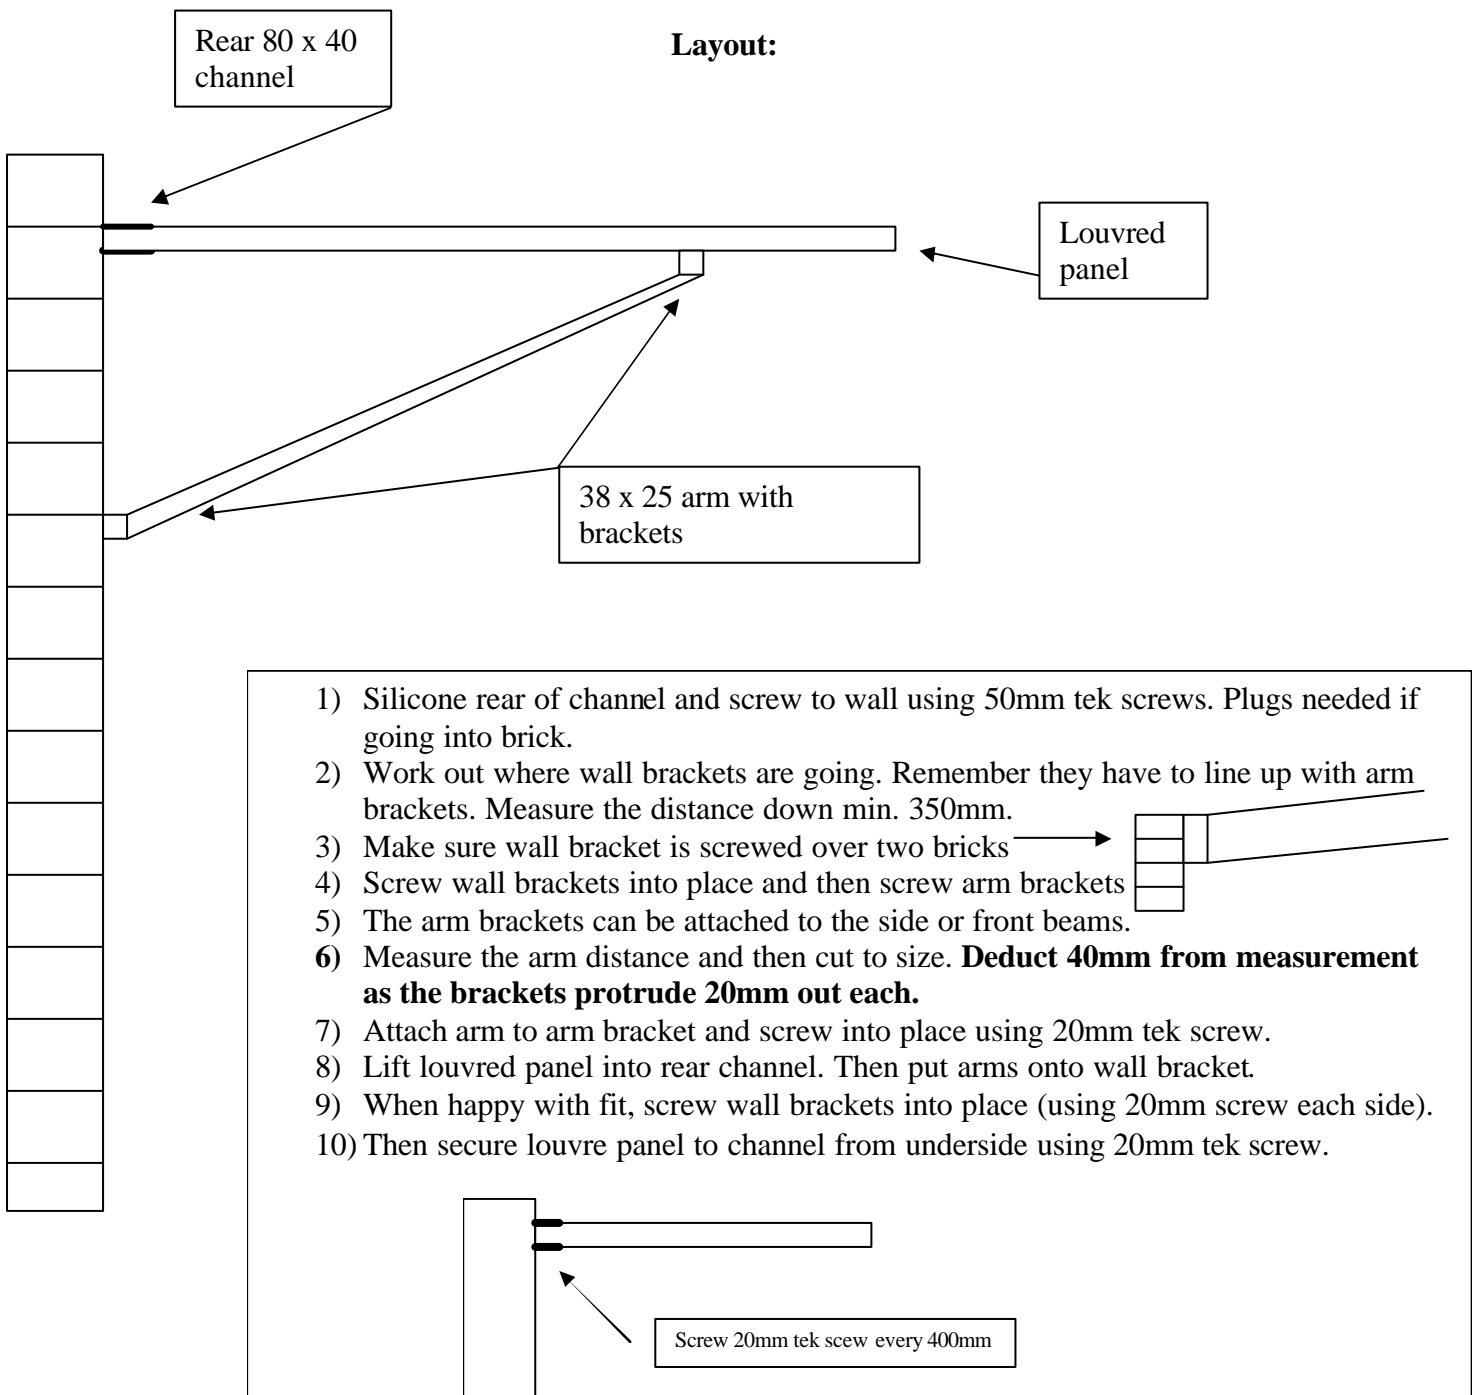 Rear 80 x 40
channel
Layout:
Louvred
panel
38 x 25 arm with
brackets
1) Silicone rear of channel and screw to wall using 50mm tek screws. Plugs needed if
going into brick.
2) Work out where wall brackets are going. Remember they have to line up with arm
brackets. Measure the distance down min. 350mm.
3) Make sure wall bracket is screwed over two bricks
4) Screw wall brackets into place and then screw arm brackets
5) The arm brackets can be attached to the side or front beams.
6) Measure the arm distance and then cut to size. Deduct 40mm from measurement
as the brackets protrude 20mm out each.
7) Attach arm to arm bracket and screw into place using 20mm tek screw.
8) Lift louvred panel into rear channel. Then put arms onto wall bracket.
9) When happy with fit, screw wall brackets into place (using 20mm screw each side).
10) Then secure louvre panel to channel from underside using 20mm tek screw.
Screw 20mm tek scew every 400mm